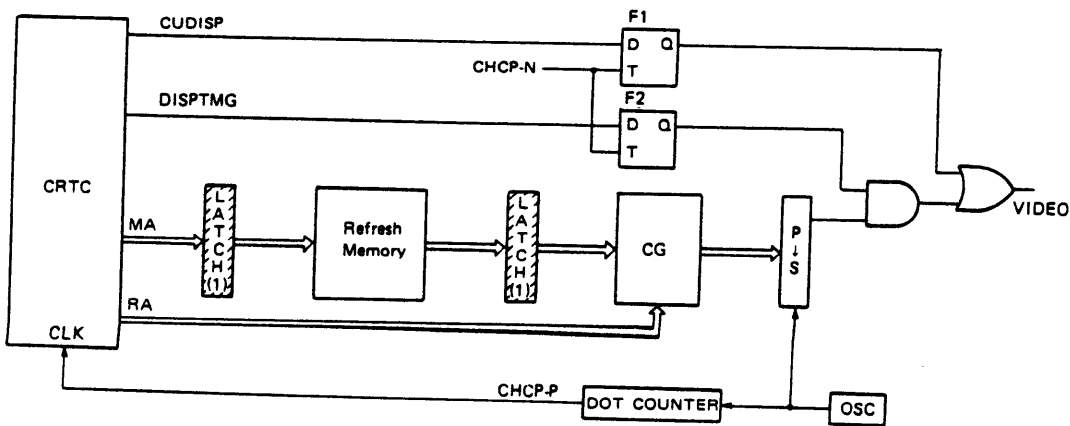 CUDISP
F1
D Q
T
CHCP-N
DISPTMG
F2
D Q
T
CRTC
MA
LATCH(1)
Refresh
Memory
LATCH(1)
CG
P↓S
VIDEO
RA
CLK
CHCP-P
DOT COUNTER
OSC